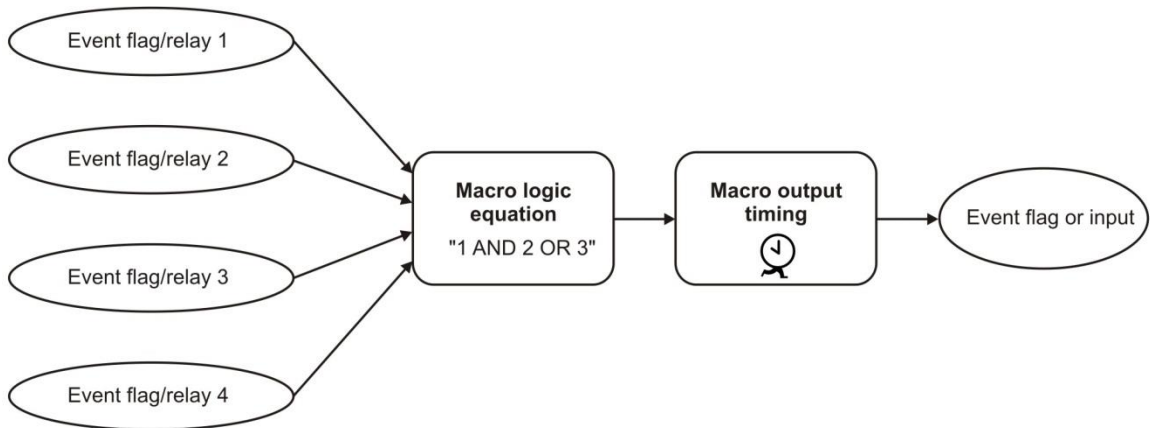 Event flag/relay 1
Event flag/relay 2
Event flag/relay 3
Event flag/relay 4
Macro logic
equation
"1 AND 2 OR 3"
Macro output
timing
Event flag or input